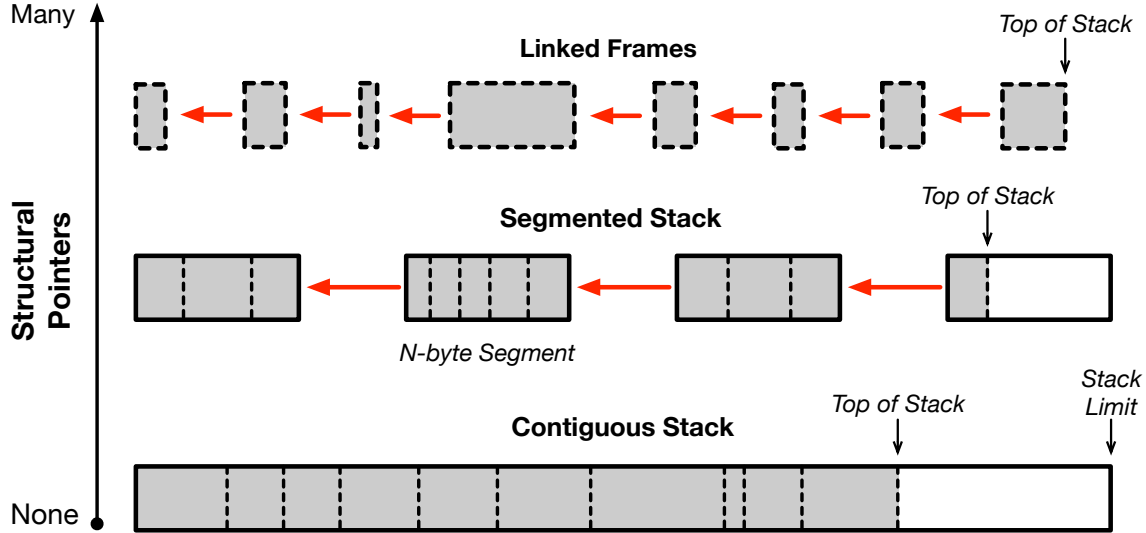 Many
Linked Frames
Top of Stack
Structural
Pointers
Segmented Stack
Top of Stack
N-byte Segment
Contiguous Stack
Top of Stack
Stack
Limit
None